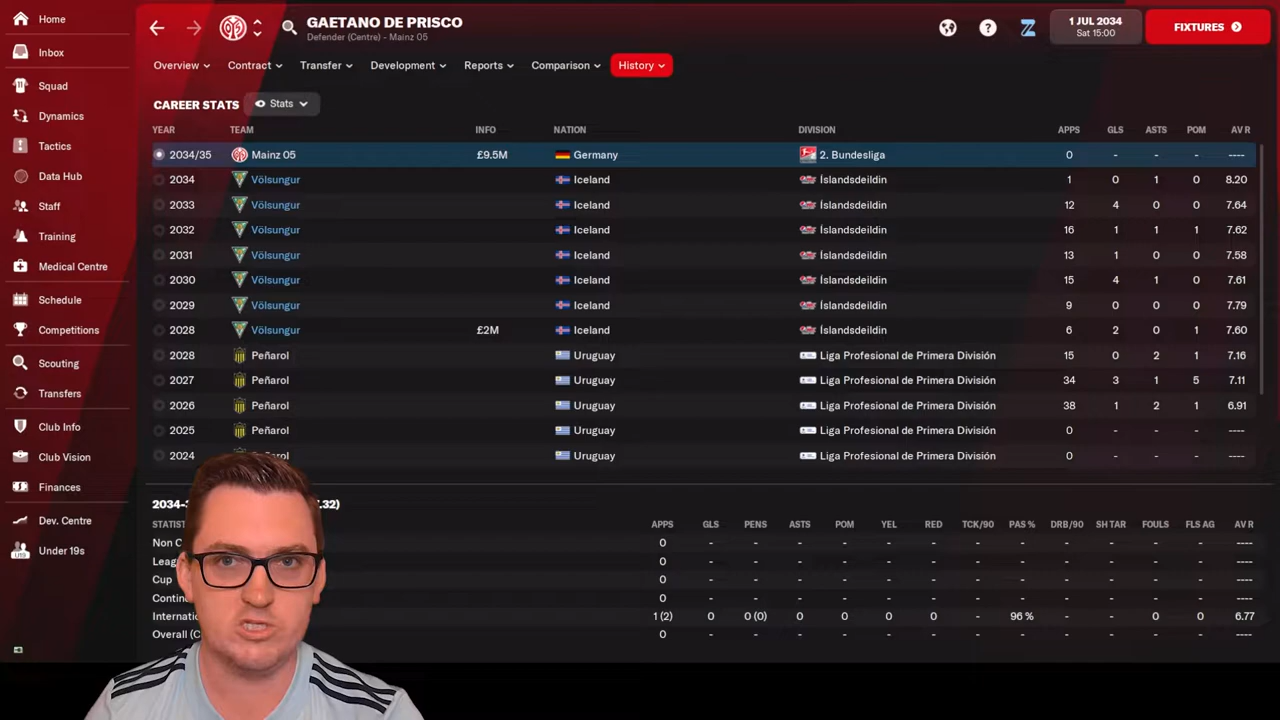 Home
Inbox
Squad
Dynamics
Tactics
Data Hub
Staff
Training
Medical Centre
Schedule
Competitions
Scouting
Transfers
Club Info
Club Vision
Finances
Dev. Centre
Under 19s
GAETANO DE PRISCO
Defender (Centre) - Mainz 05
1 JUL 2034
Sat 15:00
FIXTURES
Overview Contract Transfer Development Reports Comparison History
CAREER STATS Stats
YEAR TEAM INFO NATION DIVISION APPS GLS ASTS POM AV R
2034/35 Mainz 05 £9.5M Germany 2. Bundesliga 0 - - - ----
2034 Völsungur Iceland Íslandsdeildin 1 0 1 0 8.20
2033 Völsungur Iceland Íslandsdeildin 12 4 0 0 7.64
2032 Völsungur Iceland Íslandsdeildin 16 1 1 1 7.62
2031 Völsungur Iceland Íslandsdeildin 13 1 0 0 7.58
2030 Völsungur Iceland Íslandsdeildin 15 4 1 0 7.61
2029 Völsungur Iceland Íslandsdeildin 9 0 0 0 7.79
2028 Völsungur £2M Iceland Íslandsdeildin 6 2 0 1 7.60
2028 Peñarol Uruguay Liga Profesional de Primera División 15 0 2 1 7.16
2027 Peñarol Uruguay Liga Profesional de Primera División 34 3 1 5 7.11
2026 Peñarol Uruguay Liga Profesional de Primera División 38 1 2 1 6.91
2025 Peñarol Uruguay Liga Profesional de Primera División 0 - - - ----
2024 Uruguay Liga Profesional de Primera División 0 - - - ----
APPS GLS PENS ASTS POM YEL RED TCK/90 PAS % DRB/90 SH TAR FOULS FLS AG AV R
Non 0 - - - - - - - - - - - - ----
0 - - - - - - - - - - - - ----
Cup 0 - - - - - - - - - - - - ----
0 - - - - - - - - - - - - ----
1 (2) 0 0 (0) 0 0 0 0 - 96 % - - 0 0 6.77
Overall 0 - - - - - - - - - - - - ----